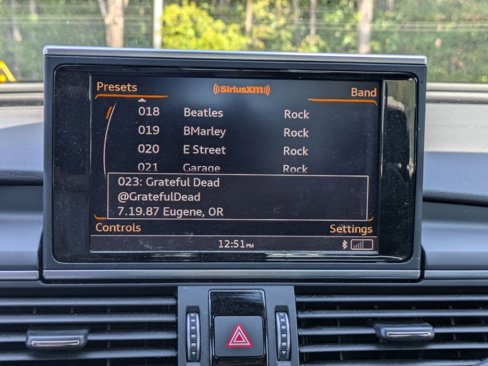 Presets
SiriusXM
Band
018 Beatles Rock
019 BMarley Rock
020 E Street Rock
021 Garage Rock
023: Grateful Dead
@GratefulDead
7.19.87 Eugene, OR
Controls
Settings
12:51PM